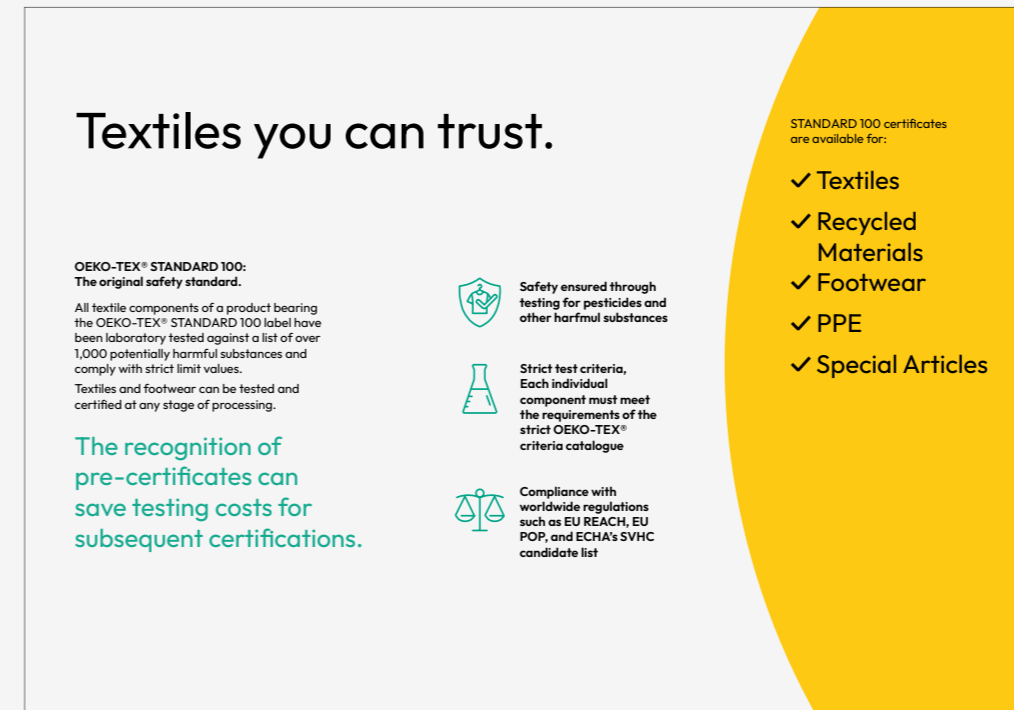 Textiles you can trust.
OEKO-TEX® STANDARD 100:
The original safety standard.
All textile components of a product bearing
the OEKO-TEX® STANDARD 100 label have
been laboratory tested against a list of over
1,000 potentially harmful substances and
comply with strict limit values.
Textiles and footwear can be tested and
certified at any stage of processing.
The recognition of
pre-certificates can
save testing costs for
subsequent certifications.
Safety ensured through
testing for pesticides and
other harfmul substances
Strict test criteria,
Each individual
component must meet
the requirements of the
strict OEKO-TEX®
criteria catalogue
Compliance with
worldwide regulations
such as EU REACH, EU
POP, and ECHA's SVHC
candidate list
STANDARD 100 certificates
are available for:
✓ Textiles
✓ Recycled
Materials
✓ Footwear
✓ PPE
✓ Special Articles